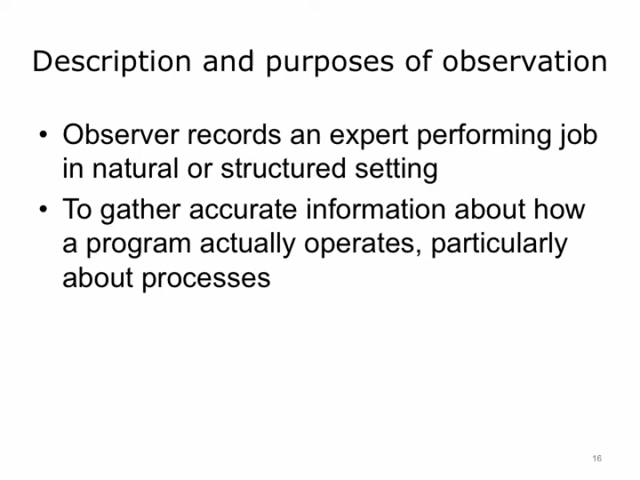 Description and purposes of observation
• Observer records an expert performing job
in natural or structured setting
• To gather accurate information about how
a program actually operates, particularly
about processes
16